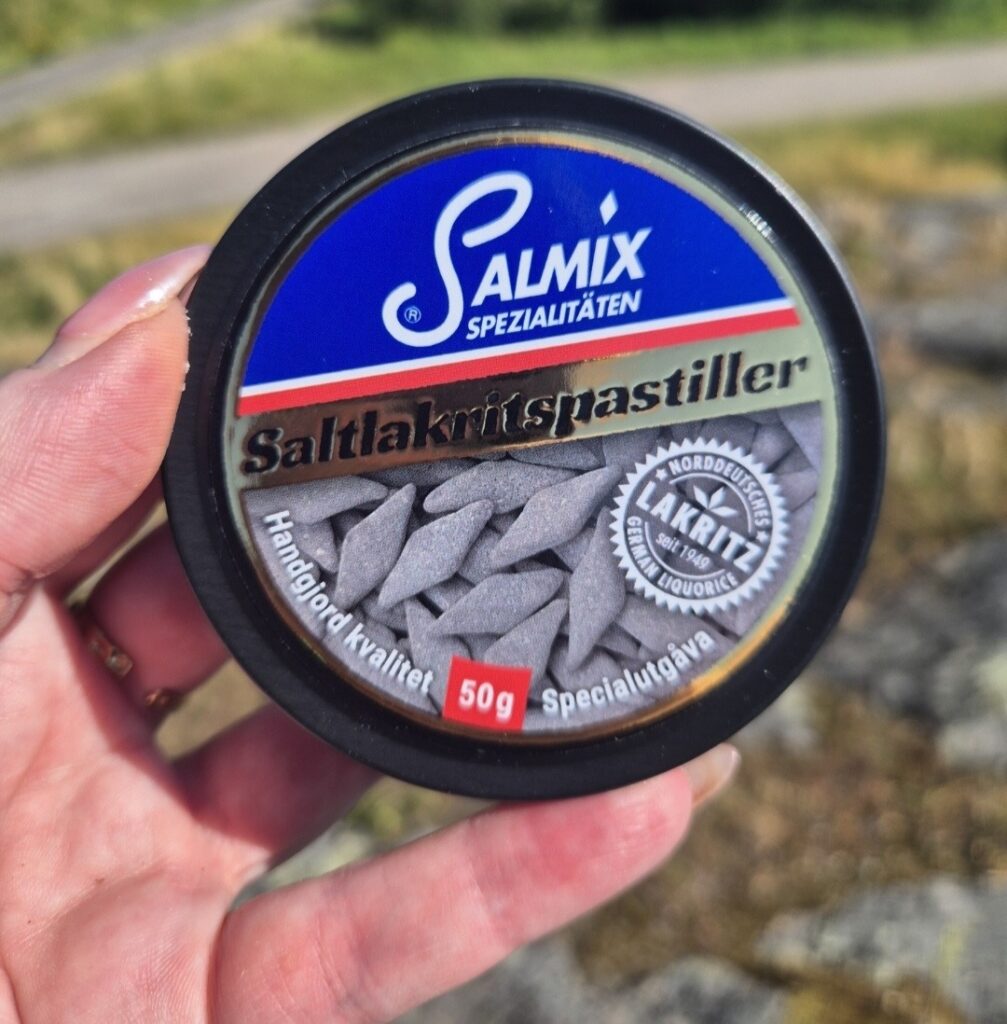 SALMIX
®
SPEZIALITÄTEN
Saltlakritspastiller
NORDDEUTSCHES
LAKRITZ
seit 1949
GERMAN LIQUORICE
Handgjord kvalitet
50g
Specialutgåva